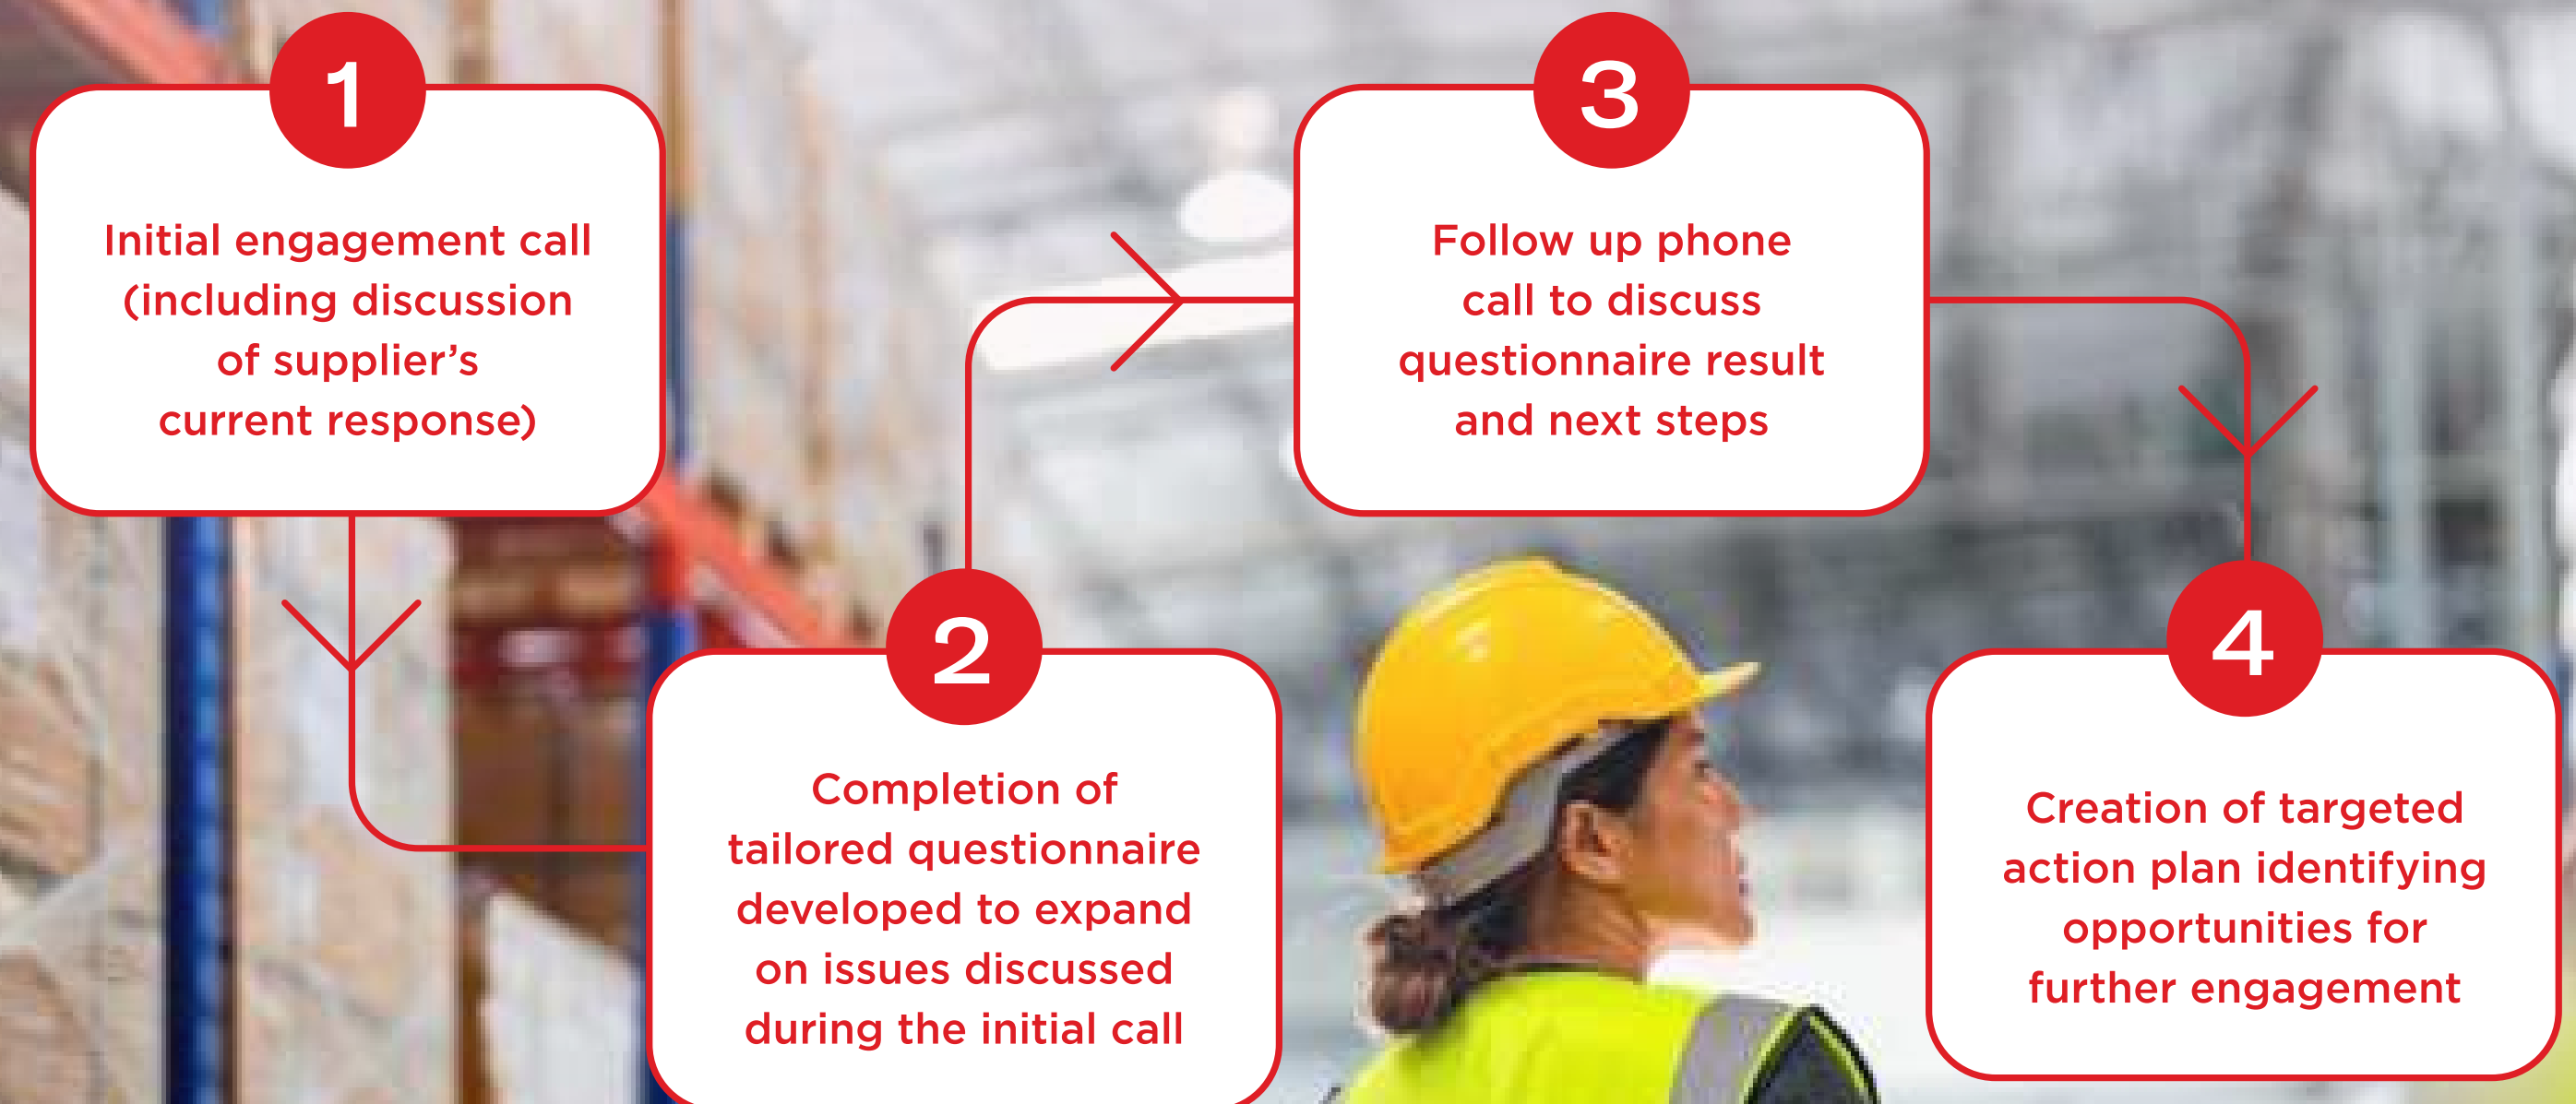 1
Initial engagement call
(including discussion
of supplier’s
current response)
2
Completion of
tailored questionnaire
developed to expand
on issues discussed
during the initial call
3
Follow up phone
call to discuss
questionnaire result
and next steps
4
Creation of targeted
action plan identifying
opportunities for
further engagement